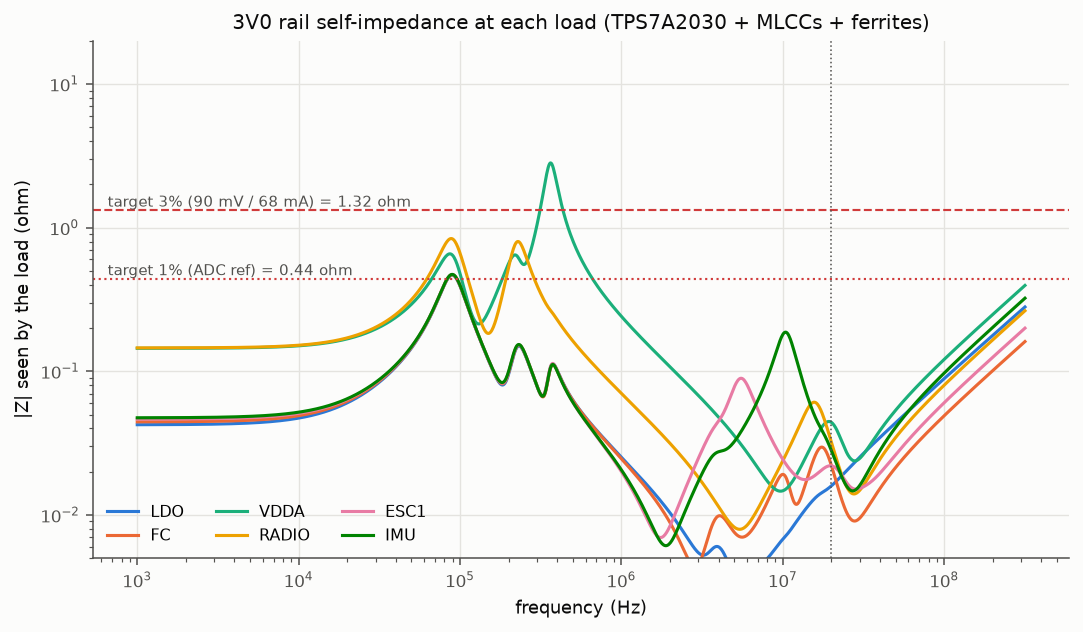 3V0 rail self-impedance at each load (TPS7A2030 + MLCCs + ferrites)
|Z| seen by the load (ohm)
10¹
10⁰
10⁻¹
10⁻²
target 3% (90 mV / 68 mA) = 1.32 ohm
target 1% (ADC ref) = 0.44 ohm
LDO VDDA ESC1
FC RADIO IMU
10³ 10⁴ 10⁵ 10⁶ 10⁷ 10⁸
frequency (Hz)